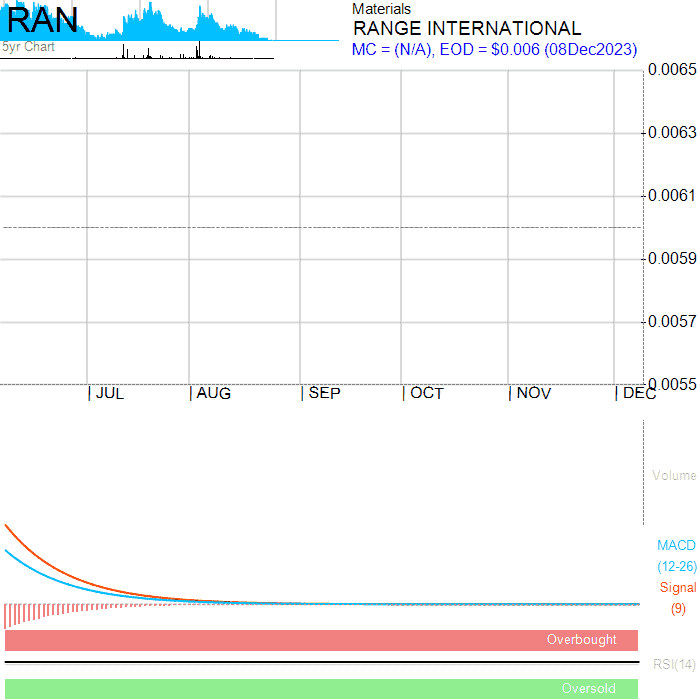 RAN
5yr Chart
Materials
RANGE INTERNATIONAL
MC = (N/A), EOD = $0.006 (08Dec2023)
0.0065
0.0063
0.0061
0.0059
0.0057
0.0055
JUL AUG SEP OCT NOV DEC
Volume
MACD
(12-26)
Signal
(9)
Overbought
RSI(14)
Oversold